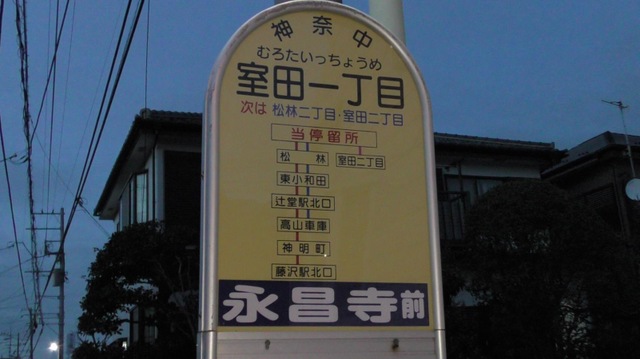 神奈中
むろたいっちょうめ
室田一丁目
次は 松林二丁目・室田二丁目
当停留所
松林 室田二丁目
東小和田
辻堂駅北口
高山車庫
神明町
藤沢駅北口
永昌寺前